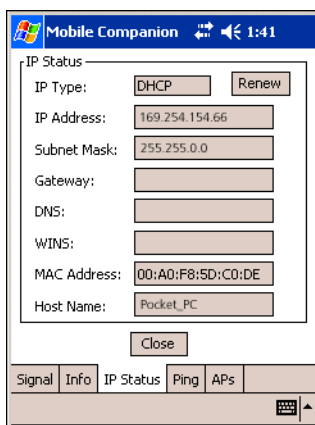 Mobile Companion 1:41
IP Status
IP Type: DHCP Renew
IP Address: 169.254.154.66
Subnet Mask: 255.255.0.0
Gateway:
DNS:
WINS:
MAC Address: 00:A0:F8:5D:C0:DE
Host Name: Pocket_PC
Close
Signal Info IP Status Ping APs